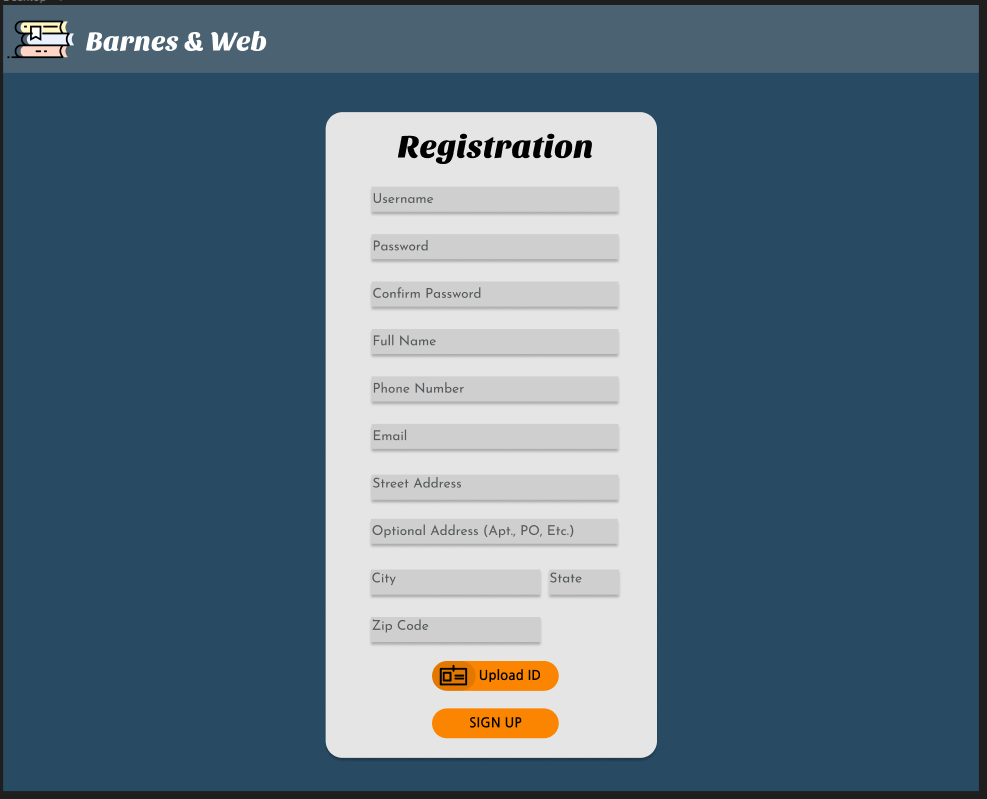 Barnes & Web
Registration
Username
Password
Confirm Password
Full Name
Phone Number
Email
Street Address
Optional Address (Apt., PO, Etc.)
City State
Zip Code
Upload ID
SIGN UP